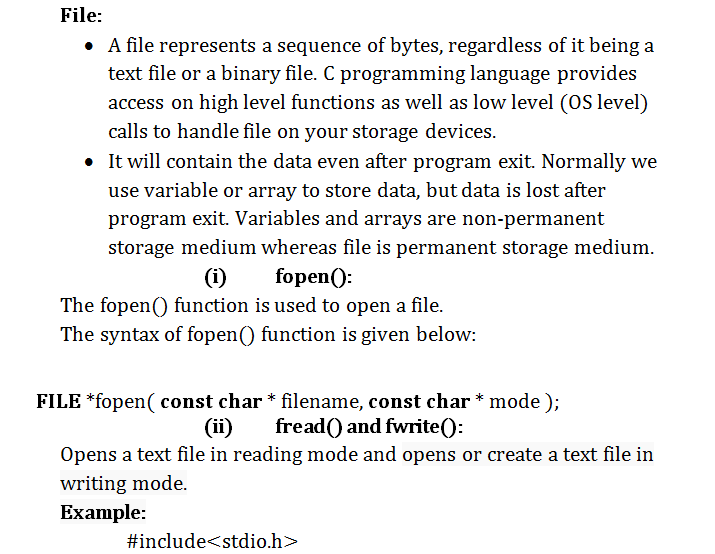 File:
• A file represents a sequence of bytes, regardless of it being a
text file or a binary file. C programming language provides
access on high level functions as well as low level (OS level)
calls to handle file on your storage devices.
• It will contain the data even after program exit. Normally we
use variable or array to store data, but data is lost after
program exit. Variables and arrays are non-permanent
storage medium whereas file is permanent storage medium.
(i) fopen():
The fopen() function is used to open a file.
The syntax of fopen() function is given below:
FILE *fopen( const char * filename, const char * mode );
(ii) fread() and fwrite():
Opens a text file in reading mode and opens or create a text file in
writing mode.
Example:
#include<stdio.h>